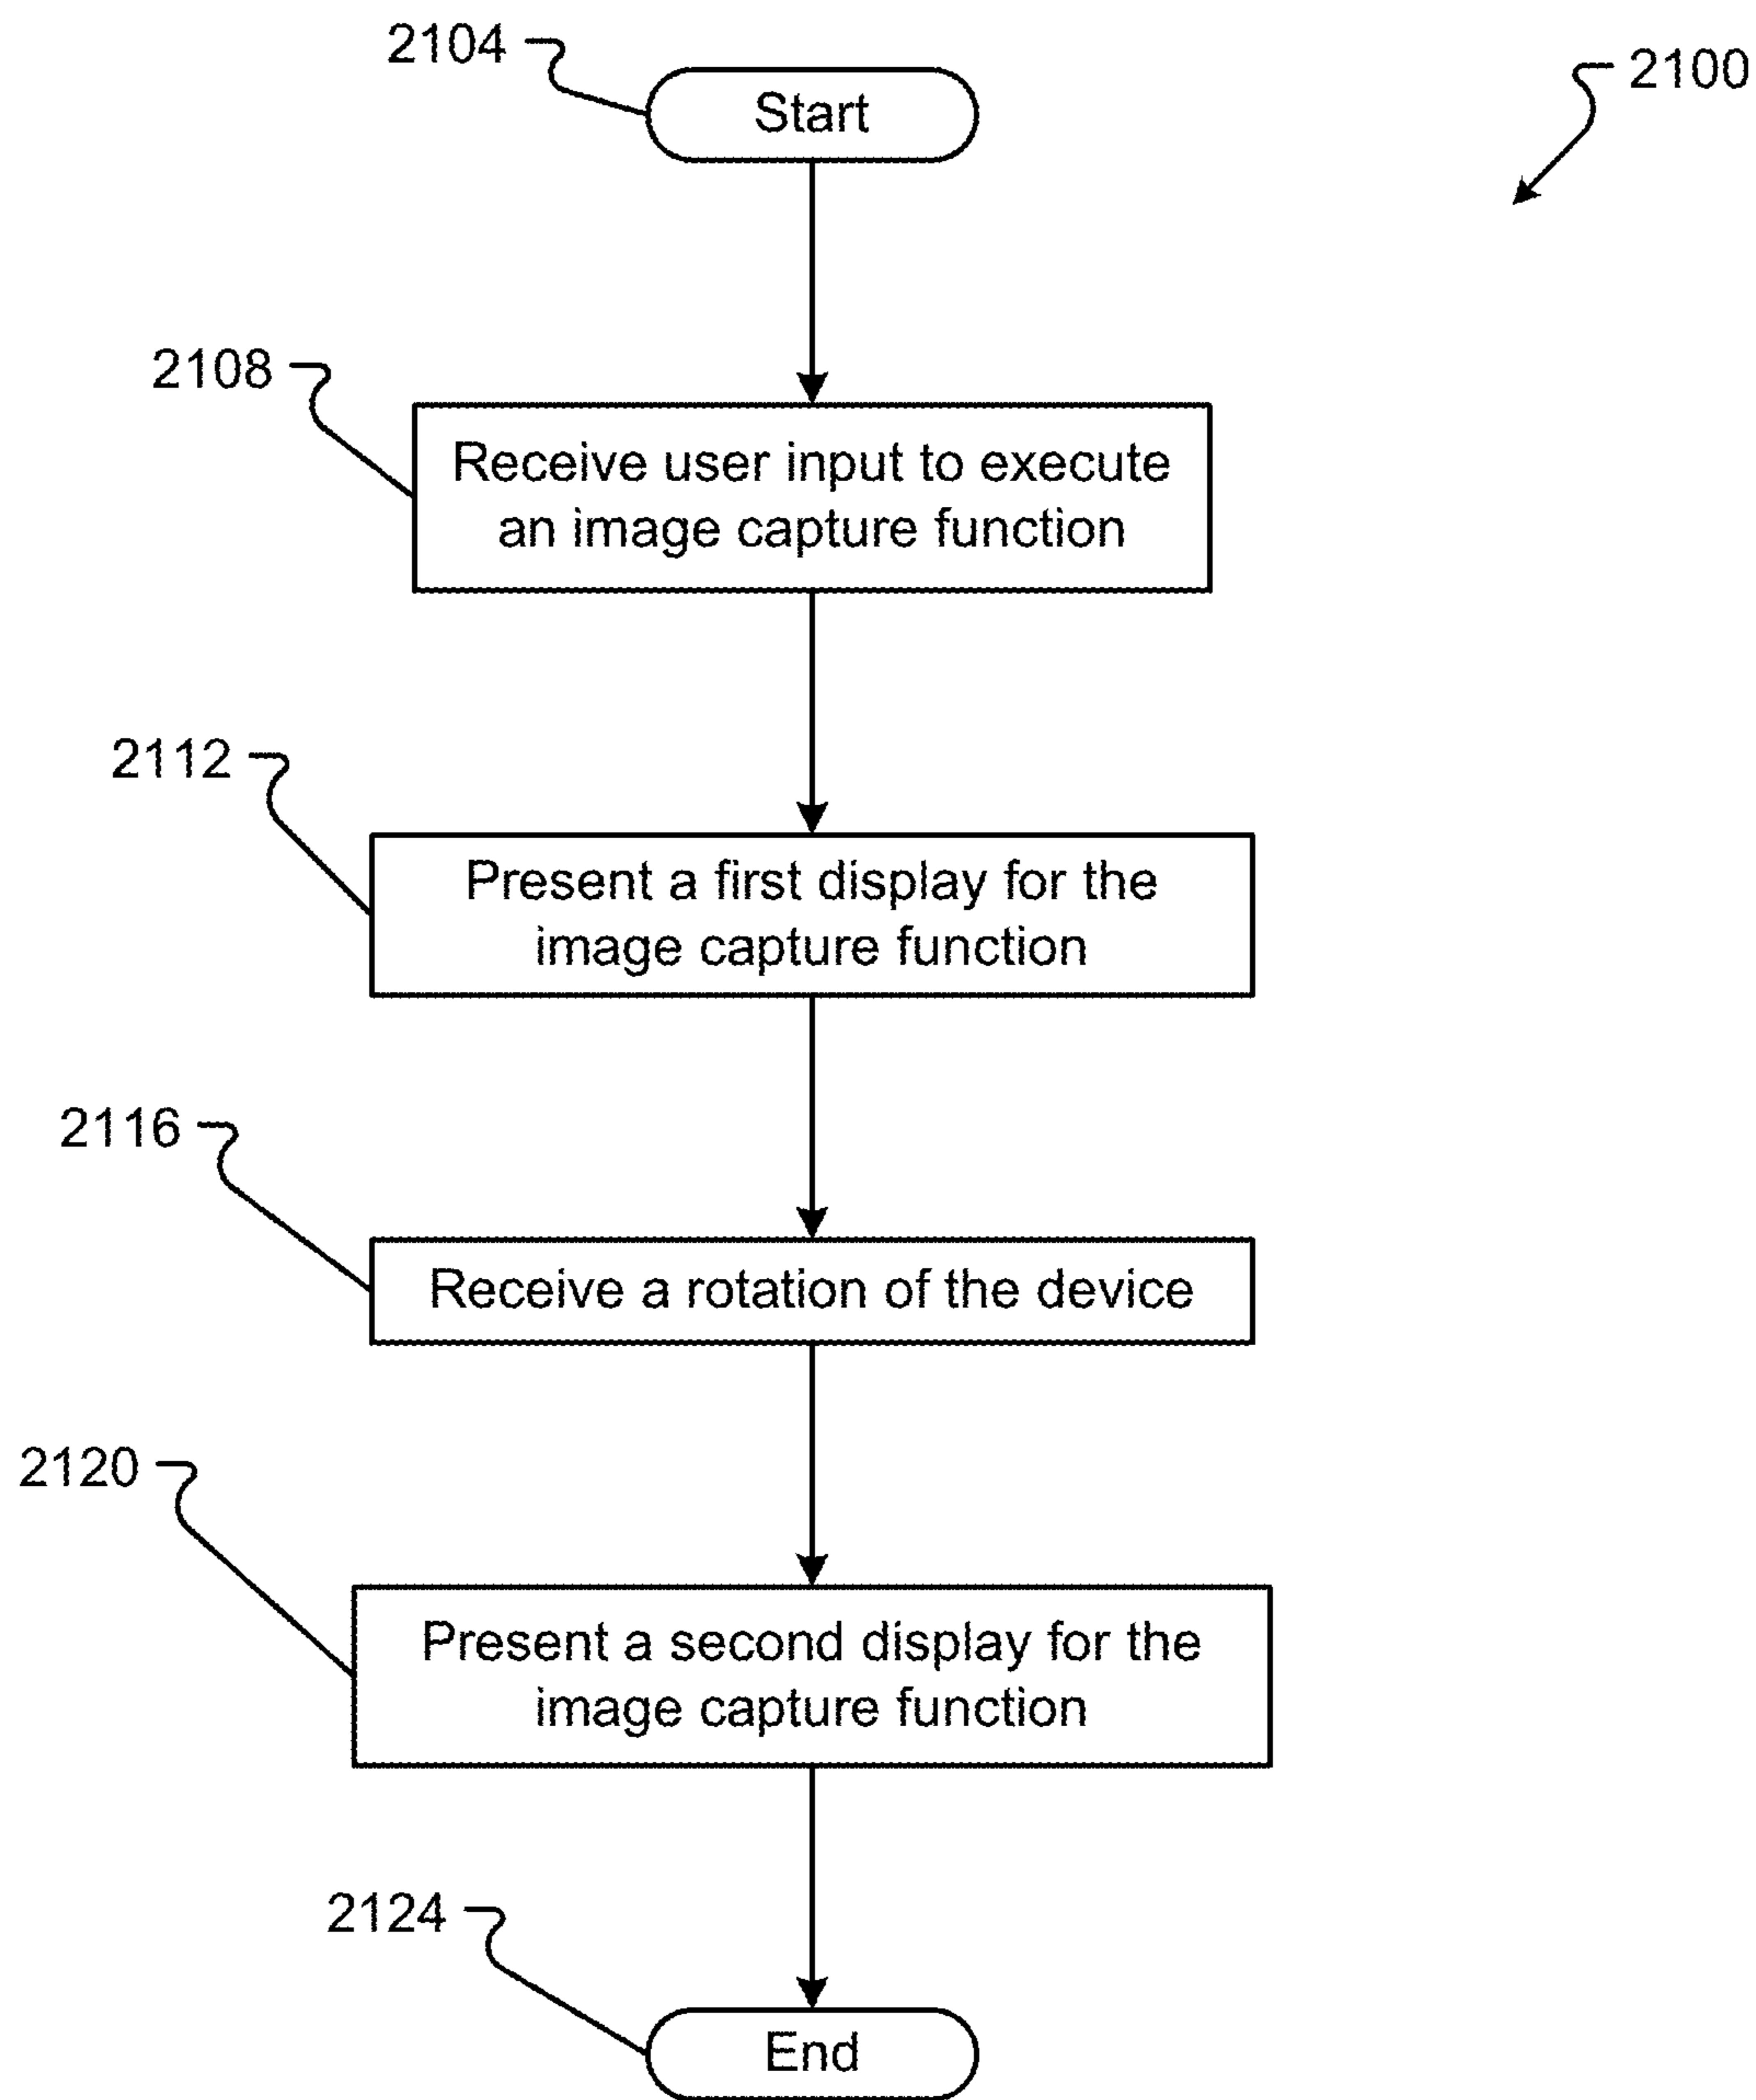 2104
Start
2100
2108
Receive user input to execute
an image capture function
2112
Present a first display for the
image capture function
2116
Receive a rotation of the device
2120
Present a second display for the
image capture function
2124
End